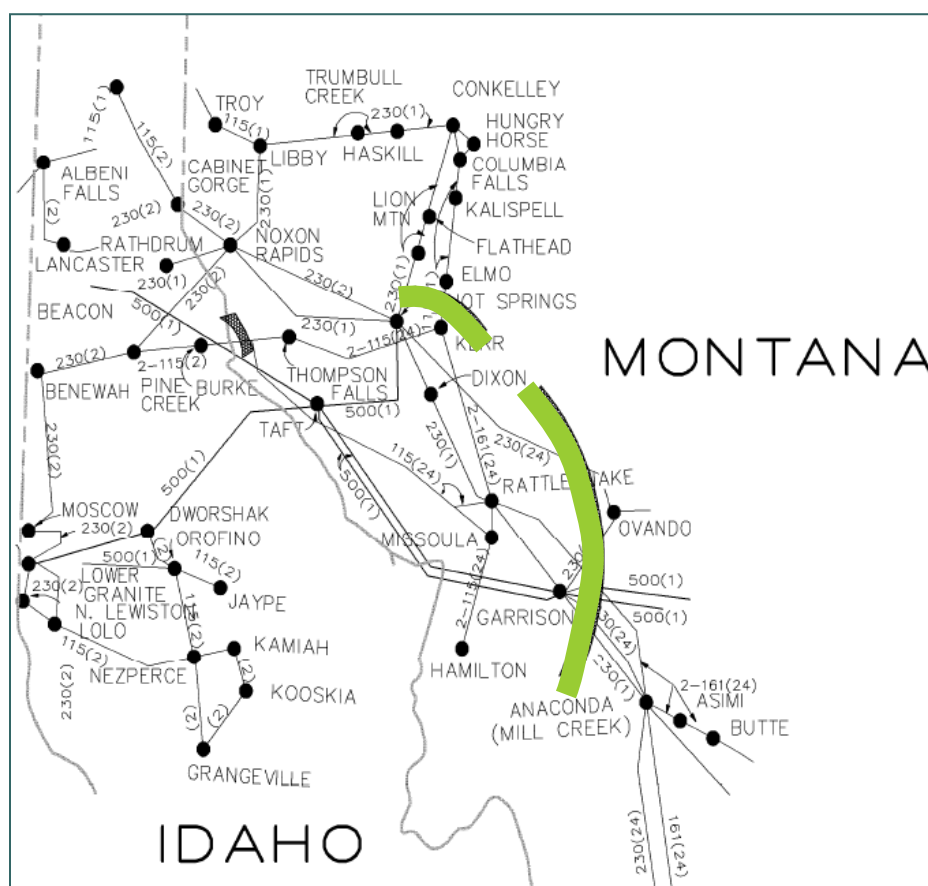 TROY
TRUMBULL
CREEK
CONKELLEY
115(1)
115(1)
230(1)
HUNGRY
HORSE
115(2)
LIBBY
HASKILL
COLUMBIA
FALLS
ALBENI
FALLS
CABINET
GORGE
230(1)
LION
MTN
KALISPELL
(2)
230(2)
230(2)
RATHDRUM
NOXON
RAPIDS
FLATHEAD
LANCASTER
230(1)
230(2)
230(2)
230(1)
ELMO
HOT SPRINGS
BEACON
500(1)
230(1)
KERR
2-115(24)
MONTANA
230(2)
2-115(2)
BENEWAH
PINE
CREEK
BURKE
THOMPSON
FALLS
DIXON
500(1)
TAFT
230(2)
500(1)
115(24)
230(1)
2-161(24)
230(24)
500(1)
MOSCOW
230(2)
DWORSHAK
OROFINO
MISSOULA
OVANDO
500(1)
(2)
115(2)
230(2)
LOWER
GRANITE
JAYPE
2-115(24)
500(1)
500(1)
N. LEWISTON
LOLO
115(2)
GARRISON
115(2)
KAMIAH
230(24)
230(2)
NEZPERCE
(2)
HAMILTON
230(1)
KOOSKIA
(2)
(2)
ANACONDA
(MILL CREEK)
2-161(24)
ASIMI
BUTTE
GRANGEVILLE
IDAHO
230(24)
161(24)